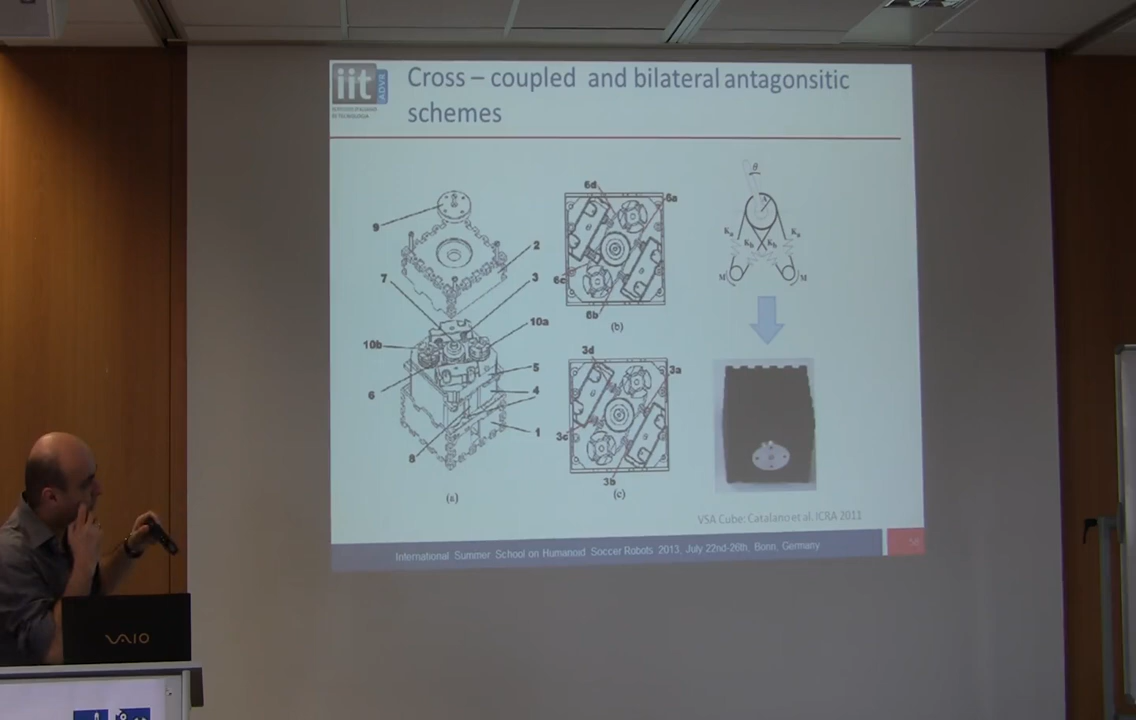 iit
ADVR
Cross – coupled and bilateral antagonsitic
schemes
9
2
7
3
10b
10a
6
5
4
1
8
(a)
6d
6a
6c
6b
(b)
3d
3a
3c
3b
(c)
θ
M
M
VSA Cube: Catalano et al. ICRA 2011
International Summer School on Humanoid Soccer Robots 2013, July 22nd-26th, Bonn, Germany
VAIO